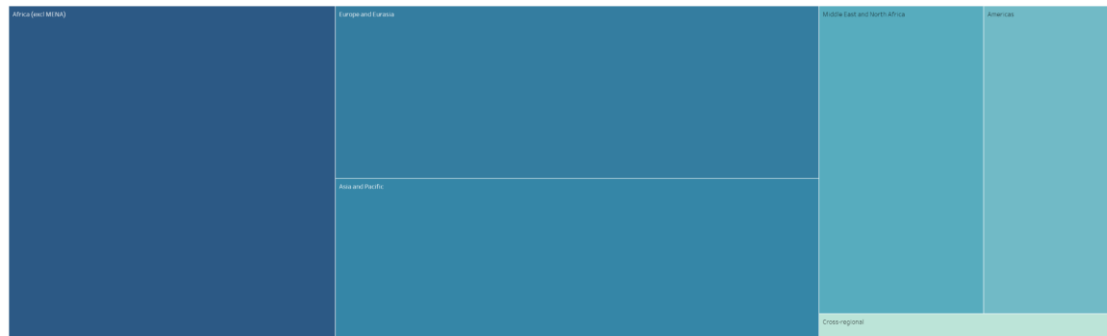 Africa (excl MENA)
Europe and Eurasia
Middle East and North Africa
Americas
Asia and Pacific
Cross-regional